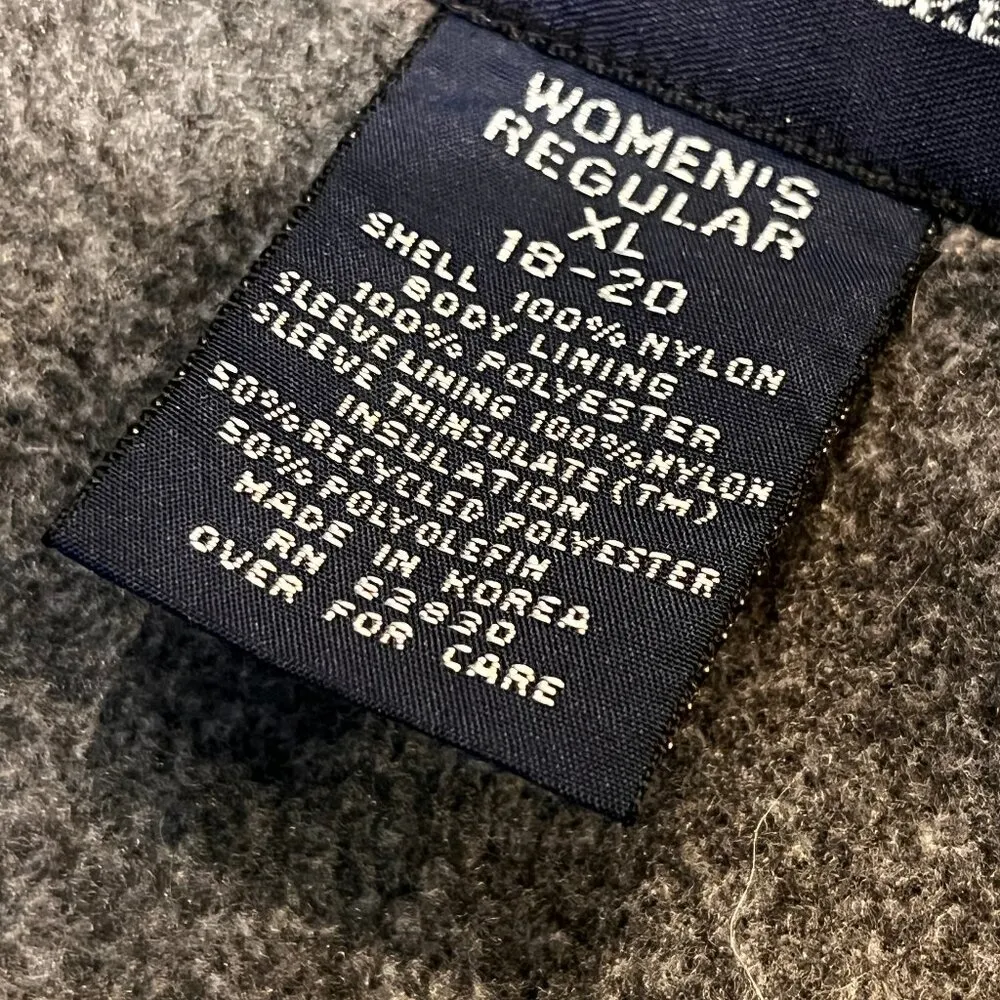 WOMEN'S
REGULAR
XL
18-20
SHELL 100% NYLON
BODY LINING
100% POLYESTER
SLEEVE LINING 100% NYLON
SLEEVE THINSULATE (TM)
INSULATION
50% RECYCLED POLYESTER
50% POLYOLEFIN
MADE IN KOREA
RN 62830
OVER FOR CARE